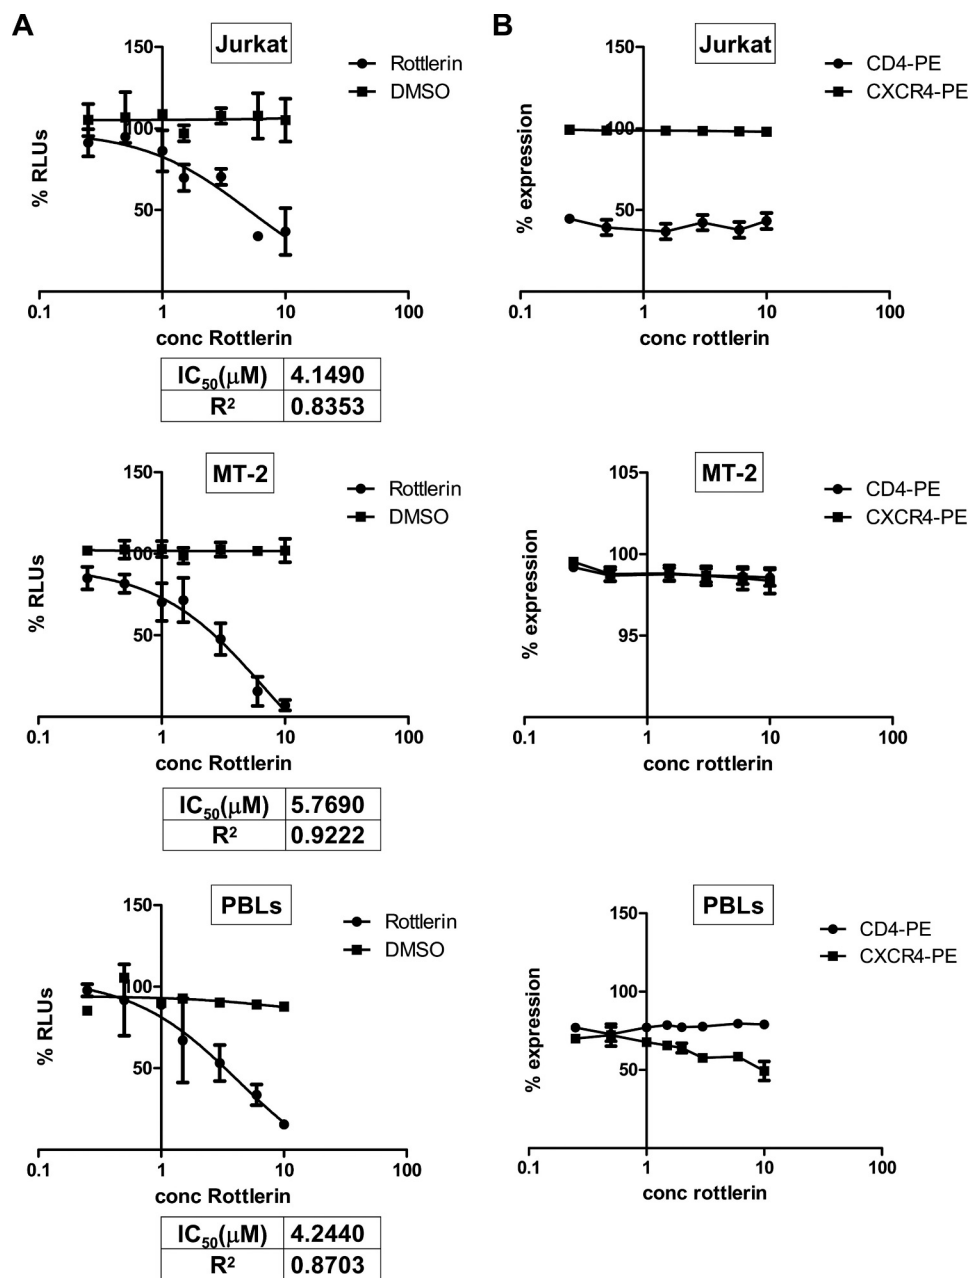 A
Jurkat
Rottlerin
DMSO
% RLUs
150
100
50
0.1 1 10 100
conc Rottlerin
IC50(μM) 4.1490
R2 0.8353
B
Jurkat
CD4-PE
CXCR4-PE
% expression
150
100
50
0.1 1 10 100
conc rottlerin
MT-2
Rottlerin
DMSO
% RLUs
150
100
50
0.1 1 10 100
conc Rottlerin
IC50(μM) 5.7690
R2 0.9222
MT-2
CD4-PE
CXCR4-PE
% expression
105
100
95
0.1 1 10 100
conc rottlerin
PBLs
Rottlerin
DMSO
% RLUs
150
100
50
0.1 1 10 100
conc Rottlerin
IC50(μM) 4.2440
R2 0.8703
PBLs
CD4-PE
CXCR4-PE
% expression
150
100
50
0.1 1 10 100
conc rottlerin